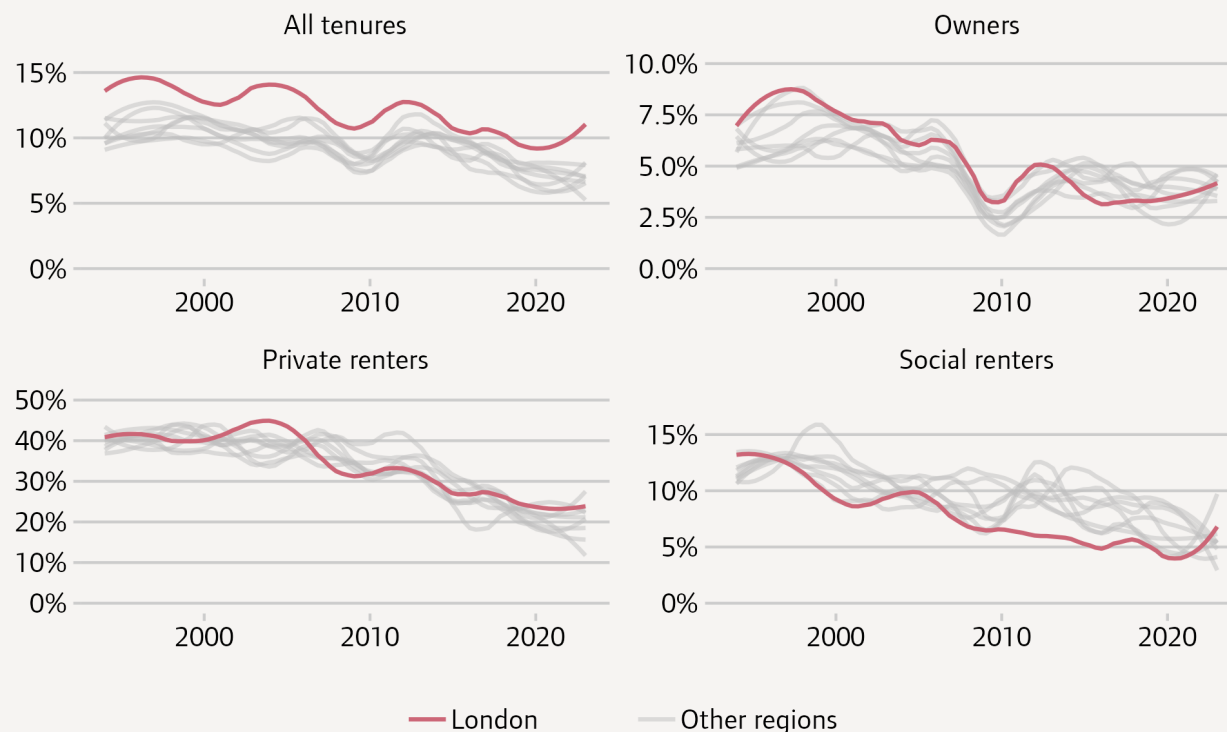 All tenures
15%
10%
5%
0%
2000 2010 2020
Owners
10.0%
7.5%
5.0%
2.5%
0.0%
2000 2010 2020
Private renters
50%
40%
30%
20%
10%
0%
2000 2010 2020
Social renters
15%
10%
5%
0%
2000 2010 2020
London Other regions